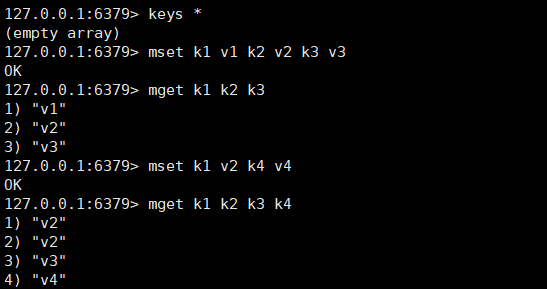 127.0.0.1:6379> keys *
(empty array)
127.0.0.1:6379> mset k1 v1 k2 v2 k3 v3
OK
127.0.0.1:6379> mget k1 k2 k3
1) "v1"
2) "v2"
3) "v3"
127.0.0.1:6379> mset k1 v2 k4 v4
OK
127.0.0.1:6379> mget k1 k2 k3 k4
1) "v2"
2) "v2"
3) "v3"
4) "v4"